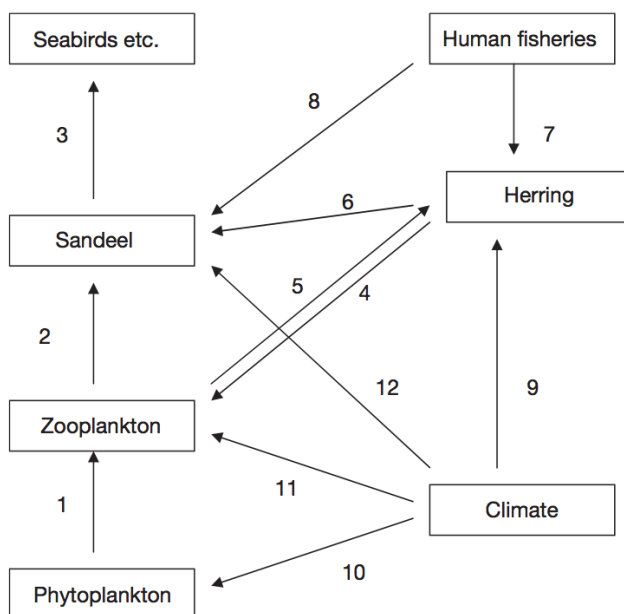 Seabirds etc.
Human fisheries
8
3
7
6
Herring
Sandeel
5
4
2
12
9
Zooplankton
11
1
Climate
10
Phytoplankton